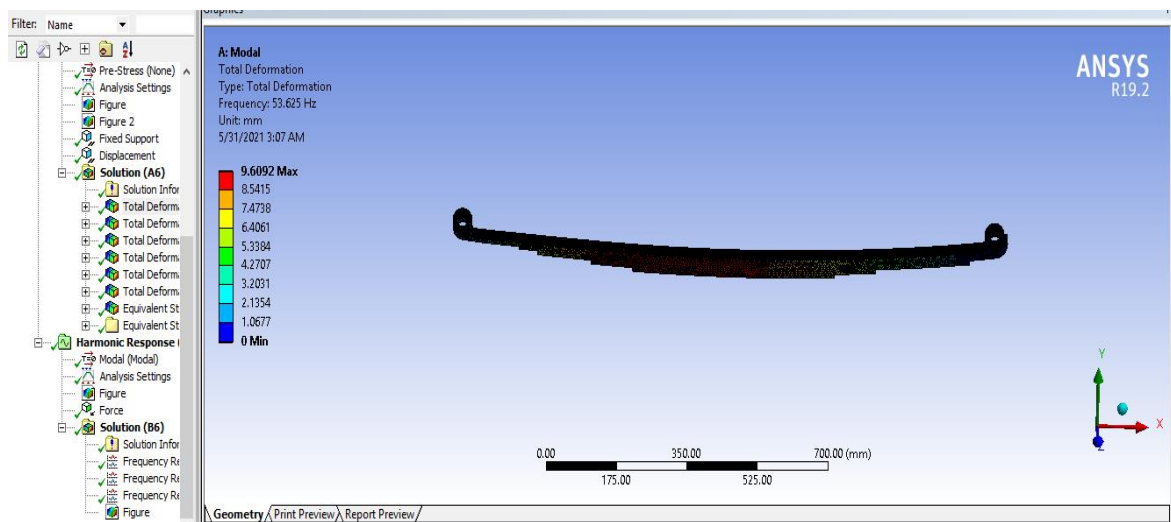 Graphics
Filter: Name
Pre-Stress (None)
Analysis Settings
Figure
Figure 2
Fixed Support
Displacement
Solution (A6)
Solution Infor
Total Deform
Total Deform
Total Deform
Total Deform
Total Deform
Total Deform
Equivalent St
Equivalent St
Harmonic Response (
Modal (Modal)
Analysis Settings
Figure
Force
Solution (B6)
Solution Infor
Frequency Re
Frequency Re
Frequency Re
Figure
A: Modal
Total Deformation
Type: Total Deformation
Frequency: 53.625 Hz
Unit: mm
5/31/2021 3:07 AM
9.6092 Max
8.5415
7.4738
6.4061
5.3384
4.2707
3.2031
2.1354
1.0677
0 Min
ANSYS
R19.2
Y
X
Z
0.00 350.00 700.00 (mm)
175.00 525.00
Geometry Print Preview Report Preview